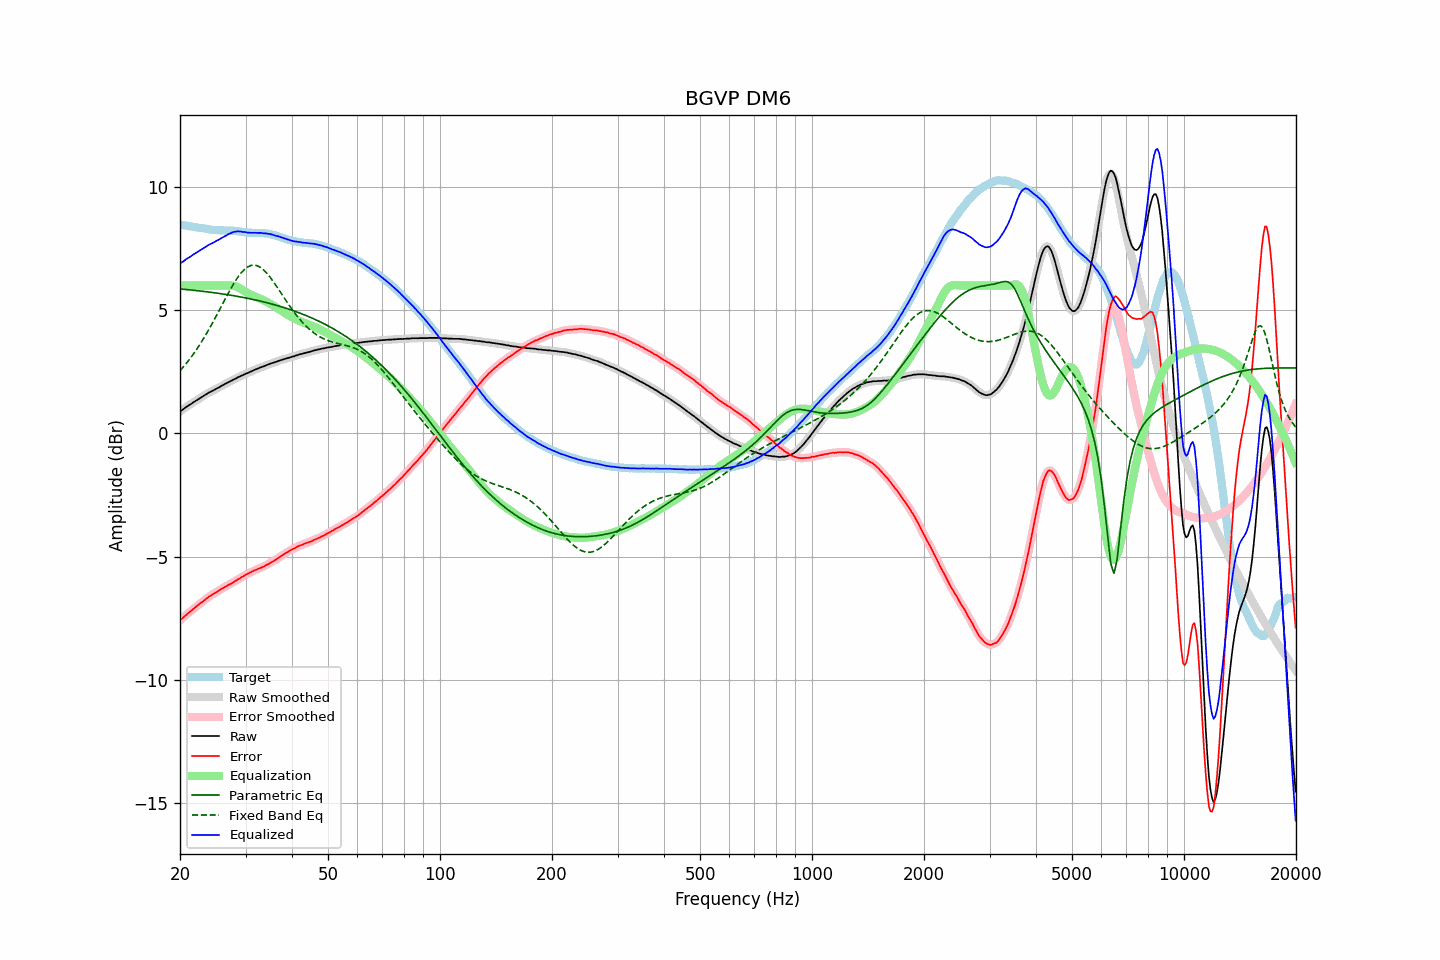 BGVP DM6
Amplitude (dBr)
10
5
0
−5
−10
−15
Target
Raw Smoothed
Error Smoothed
Raw
Error
Equalization
Parametric Eq
Fixed Band Eq
Equalized
20 50 100 200 500 1000 2000 5000 10000 20000
Frequency (Hz)